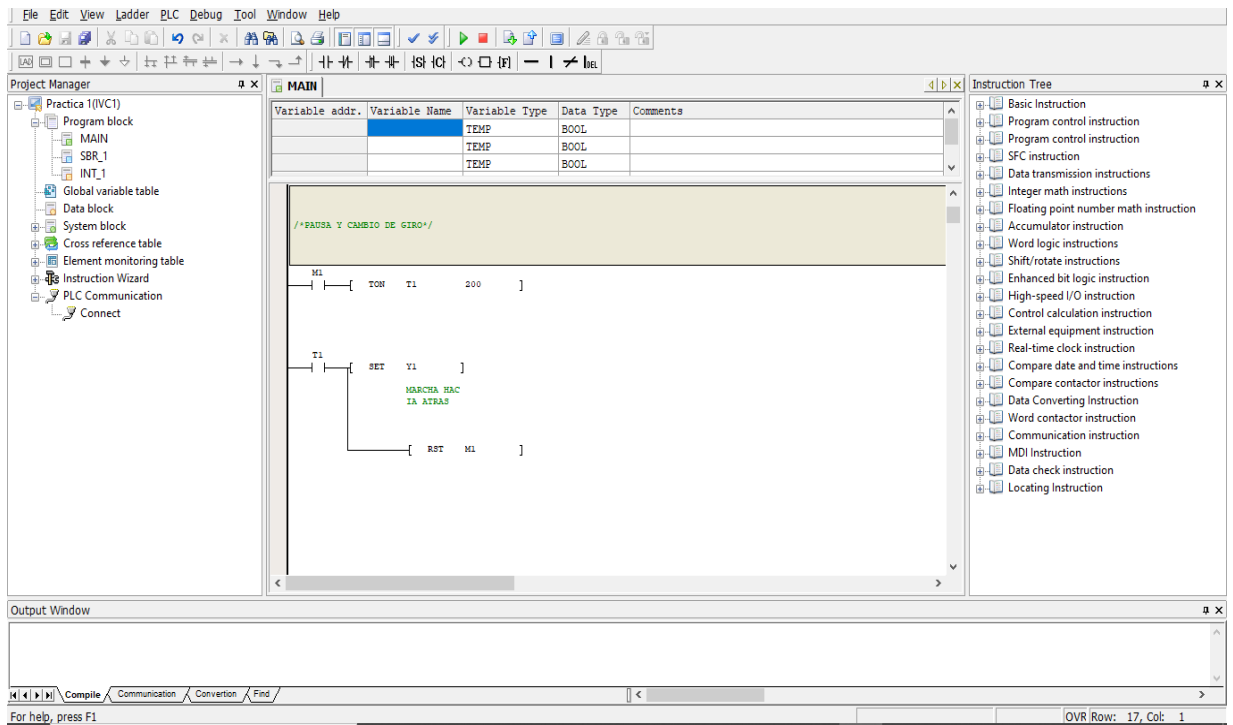 File Edit View Ladder PLC Debug Tool Window Help
Project Manager
Practica 1(IVC1)
Program block
MAIN
SBR_1
INT_1
Global variable table
Data block
System block
Cross reference table
Element monitoring table
Instruction Wizard
PLC Communication
Connect
MAIN
Variable addr. Variable Name Variable Type Data Type Comments
TEMP BOOL
TEMP BOOL
TEMP BOOL
/*PAUSA Y CAMBIO DE GIRO*/
M1
[ TON T1 200 ]
T1
[ SET Y1 ]
MARCHA HAC
IA ATRAS
[ RST M1 ]
Instruction Tree
Basic Instruction
Program control instruction
Program control instruction
SFC instruction
Data transmission instructions
Integer math instructions
Floating point number math instruction
Accumulator instruction
Word logic instructions
Shift/rotate instructions
Enhanced bit logic instruction
High-speed I/O instruction
Control calculation instruction
External equipment instruction
Real-time clock instruction
Compare date and time instructions
Compare contactor instructions
Data Converting Instruction
Word contactor instruction
Communication instruction
MDI Instruction
Data check instruction
Locating Instruction
Output Window
Compile Communication Convertion Find
For help, press F1
OVR Row: 17, Col: 1